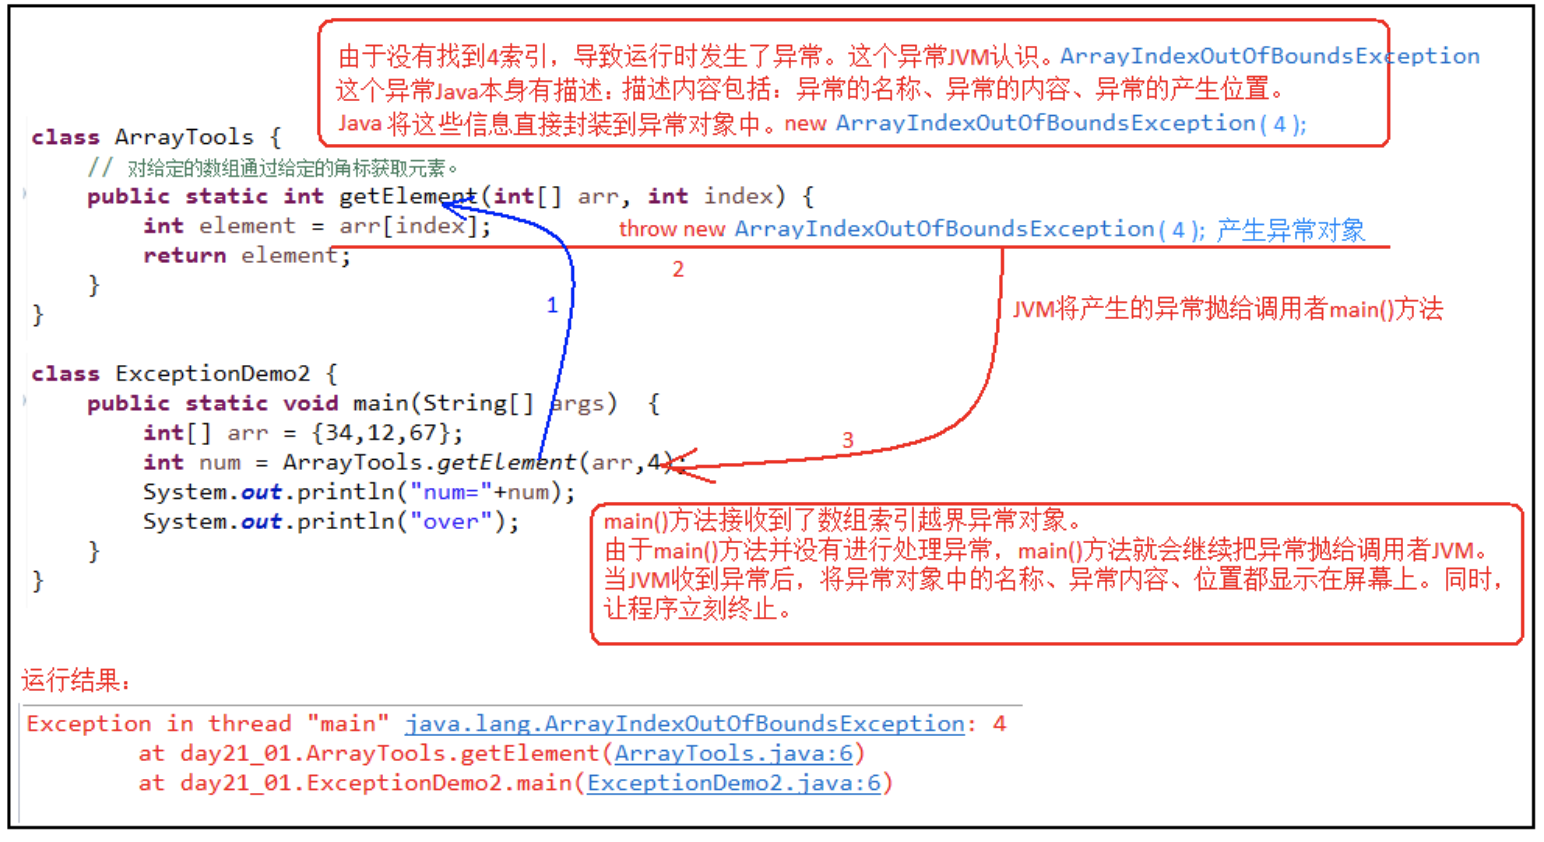 由于没有找到4索引，导致运行时发生了异常。这个异常JVM认识。ArrayIndexOutOfBoundsException
这个异常Java本身有描述：描述内容包括：异常的名称、异常的内容、异常的产生位置。
Java 将这些信息直接封装到异常对象中。new ArrayIndexOutOfBoundsException( 4 );
class ArrayTools {
// 对给定的数组通过给定的角标获取元素。
public static int getElement(int[] arr, int index) {
int element = arr[index];
throw new ArrayIndexOutOfBoundsException( 4 ); 产生异常对象
return element;
2
}
1
JVM将产生的异常抛给调用者main()方法
}
class ExceptionDemo2 {
public static void main(String[] args)  {
int[] arr = {34,12,67};
3
int num = ArrayTools.getElement(arr,4);
System.out.println("num="+num);
System.out.println("over");
}
}
main()方法接收到了数组索引越界异常对象。
由于main()方法并没有进行处理异常，main()方法就会继续把异常抛给调用者JVM。
当JVM收到异常后，将异常对象中的名称、异常内容、位置都显示在屏幕上。同时，
让程序立刻终止。
运行结果：
Exception in thread "main" java.lang.ArrayIndexOutOfBoundsException: 4
at day21_01.ArrayTools.getElement(ArrayTools.java:6)
at day21_01.ExceptionDemo2.main(ExceptionDemo2.java:6)